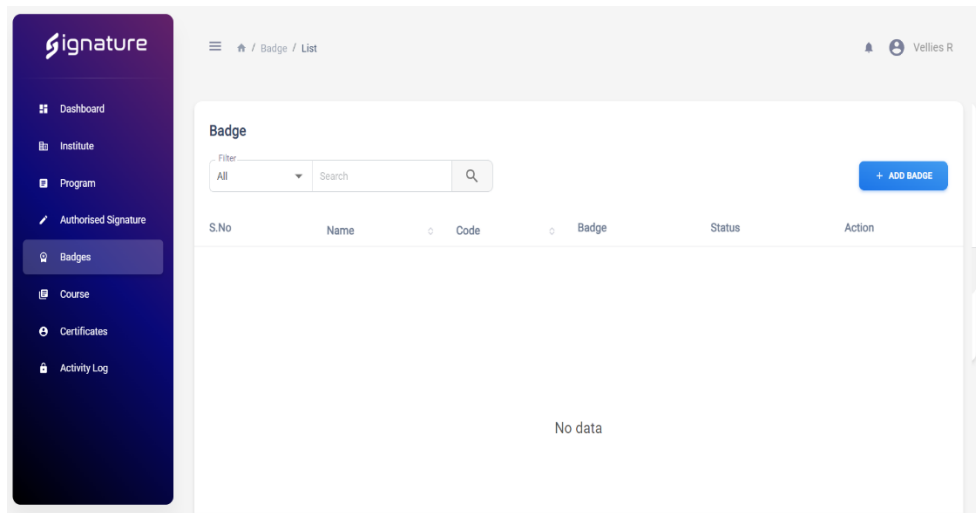 Signature
Dashboard
Institute
Program
Authorised Signature
Badges
Course
Certificates
Activity Log
/ Badge / List
Vellies R
Badge
Filter
All
Search
+ ADD BADGE
S.No Name Code Badge Status Action
No data